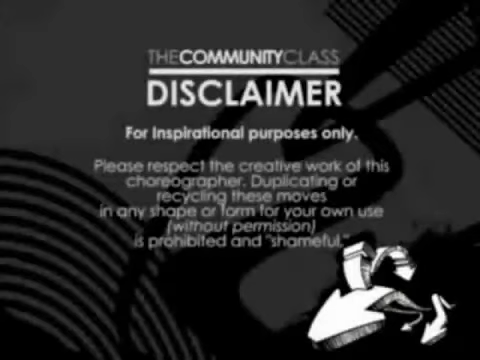 THECOMMUNITYCLASS
DISCLAIMER
For Inspirational purposes only.
Please respect the creative work of this
choreographer. Duplicating or
recycling these moves
in any shape or form for your own use
(without permission)
is prohibited and "shameful."